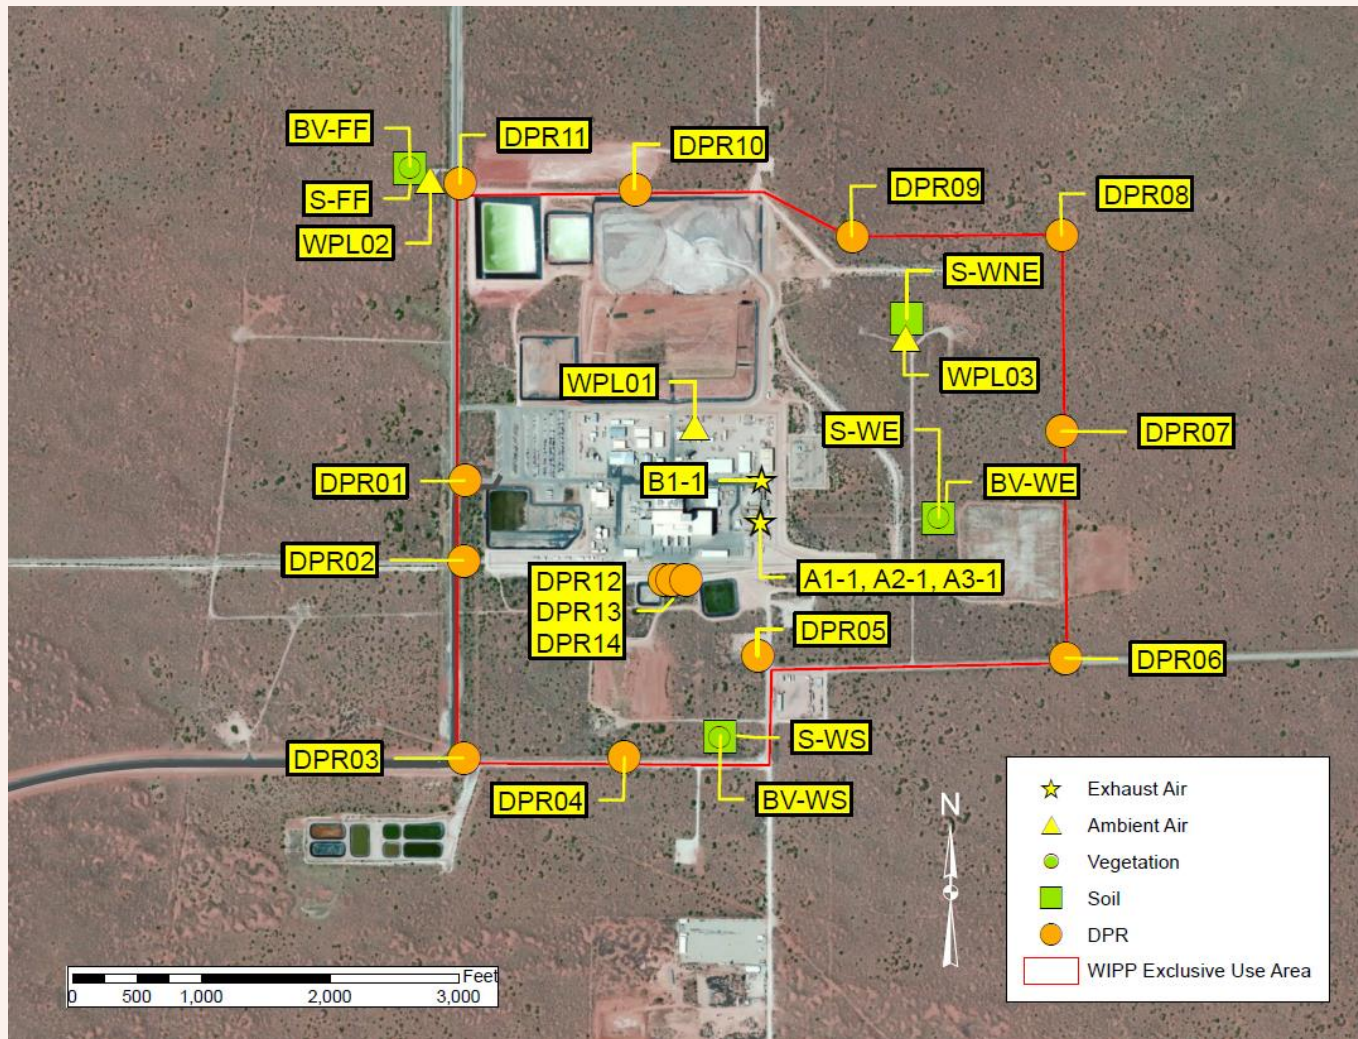 BV-FF
DPR11
DPR10
DPR09
DPR08
S-FF
WPL02
S-WNE
WPL03
WPL01
S-WE
DPR07
DPR01
B1-1
BV-WE
DPR02
DPR12
DPR13
DPR14
A1-1, A2-1, A3-1
DPR05
DPR06
DPR03
S-WS
DPR04
BV-WS
N
Exhaust Air
Ambient Air
Vegetation
Soil
DPR
WIPP Exclusive Use Area
Feet
0 500 1,000 2,000 3,000